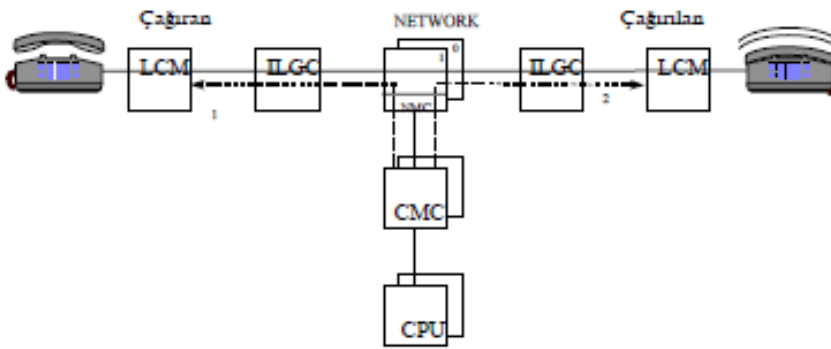 Çağıran
NETWORK
Çağırılan
LCM
ILGC
1
0
ILGC
LCM
1
NMC
2
CMC
CPU